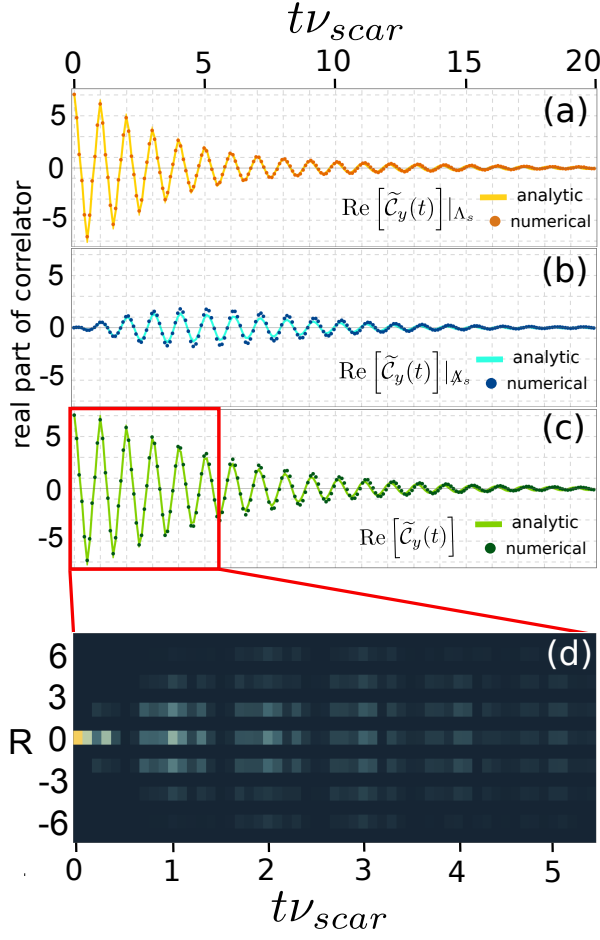 tν_scar
0 5 10 15 20
(a)
5
0
-5
Re [C̃_y(t)]|_Λ_s
analytic
numerical
(b)
5
0
-5
Re [C̃_y(t)]|_Λ̸_s
analytic
numerical
real part of correlator
(c)
5
0
-5
Re [C̃_y(t)]
analytic
numerical
(d)
6
3
R 0
-3
-6
0 1 2 3 4 5
tν_scar